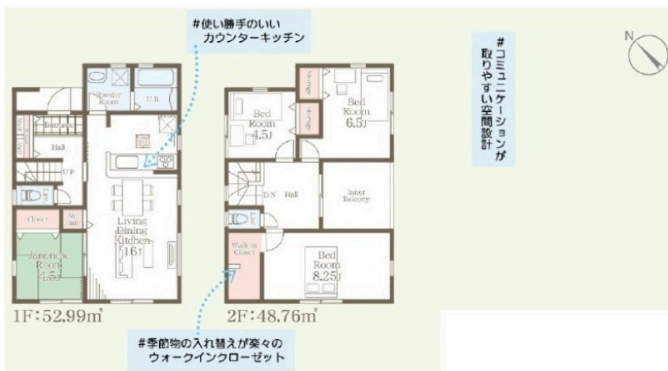 #使い勝手のいい
カウンターキッチン
#コミュニケーションが
取りやすい空間設計
N
Powder
Room
U.B
Hall
UP
Closet
Japanese
Room
4.5J
Living
Dining
Kitchen
16J
1F:52.99㎡
Bed
Room
4.5J
Storage
Storage
Bed
Room
6.5J
DN
Hall
Inner
Balcony
Walk in
Closet
Bed
Room
8.25J
2F:48.76㎡
#季節物の入れ替えが楽々の
ウォークインクローゼット